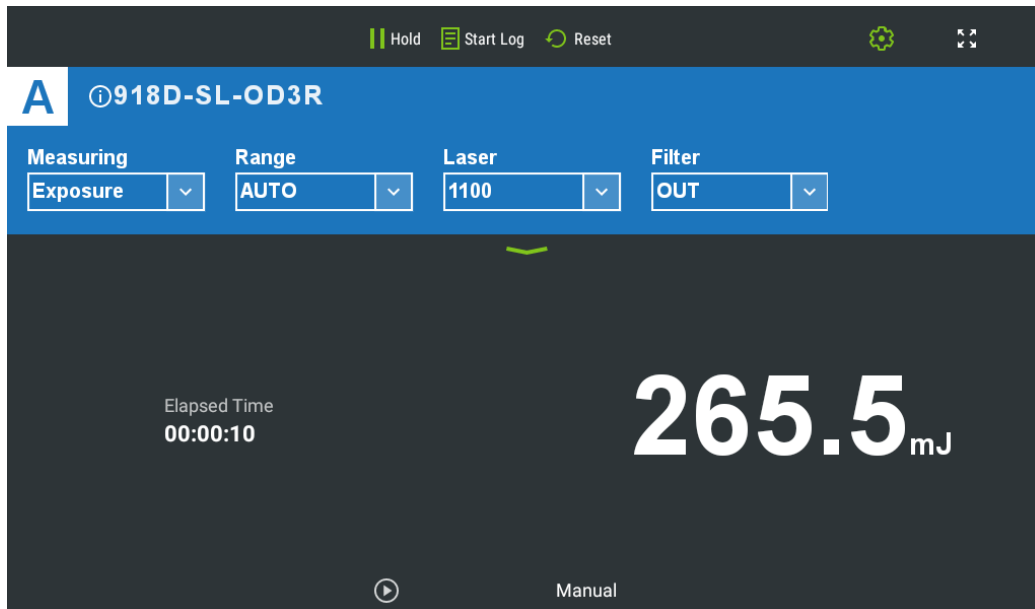 Hold Start Log Reset
A 918D-SL-OD3R
Measuring Range Laser Filter
Exposure AUTO 1100 OUT
Elapsed Time
00:00:10
265.5 mJ
Manual